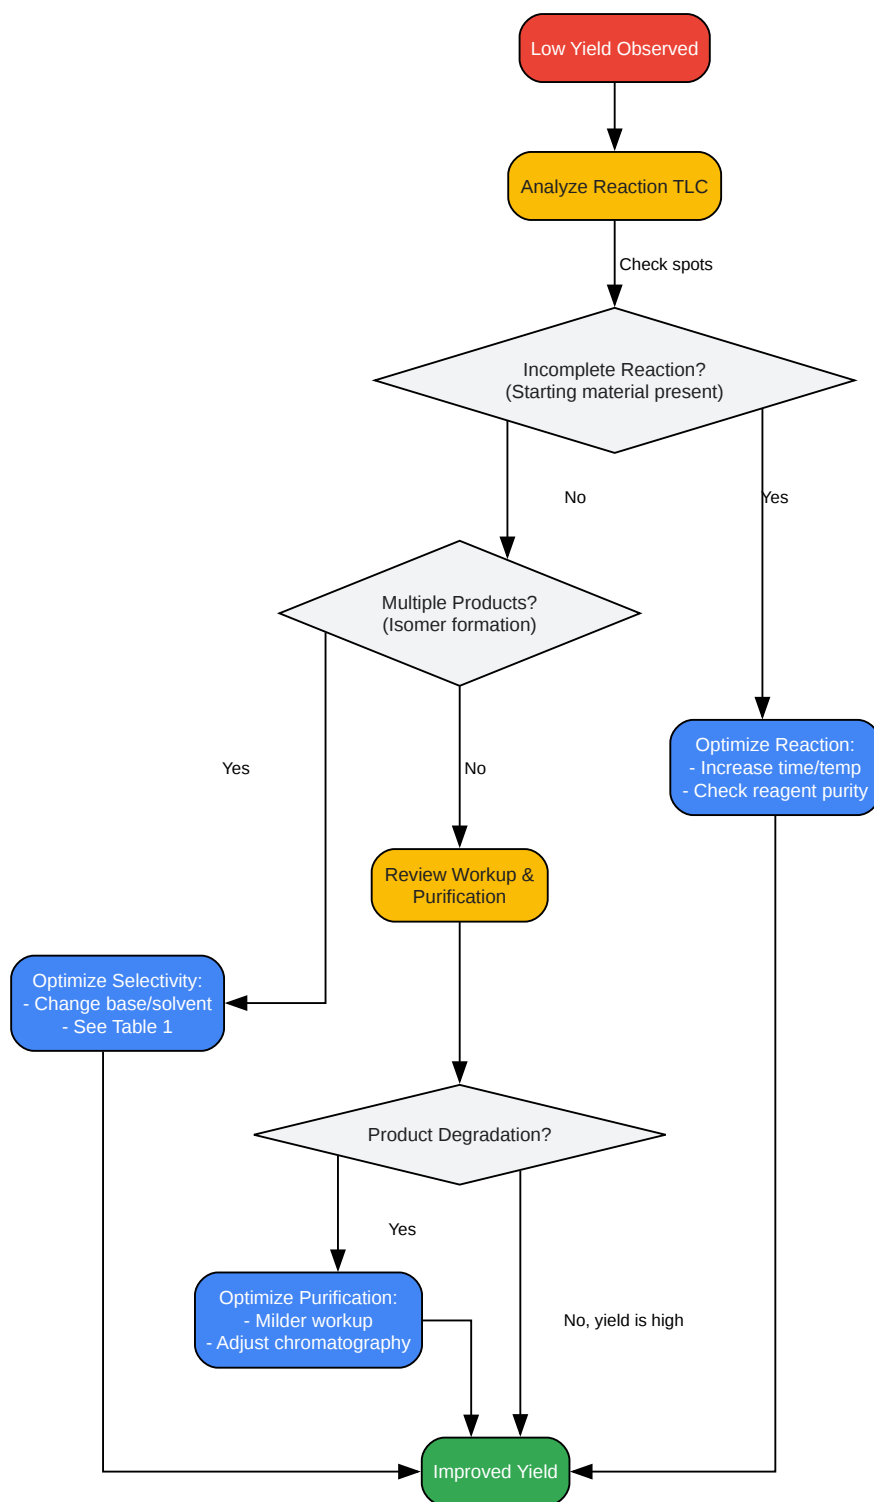 Low Yield Observed
Analyze Reaction TLC
Check spots
Incomplete Reaction?
(Starting material present)
No
Yes
Multiple Products?
(Isomer formation)
Optimize Reaction:
- Increase time/temp
- Check reagent purity
Yes
No
Review Workup &
Purification
Optimize Selectivity:
- Change base/solvent
- See Table 1
Product Degradation?
Yes
Optimize Purification:
- Milder workup
- Adjust chromatography
No, yield is high
Improved Yield